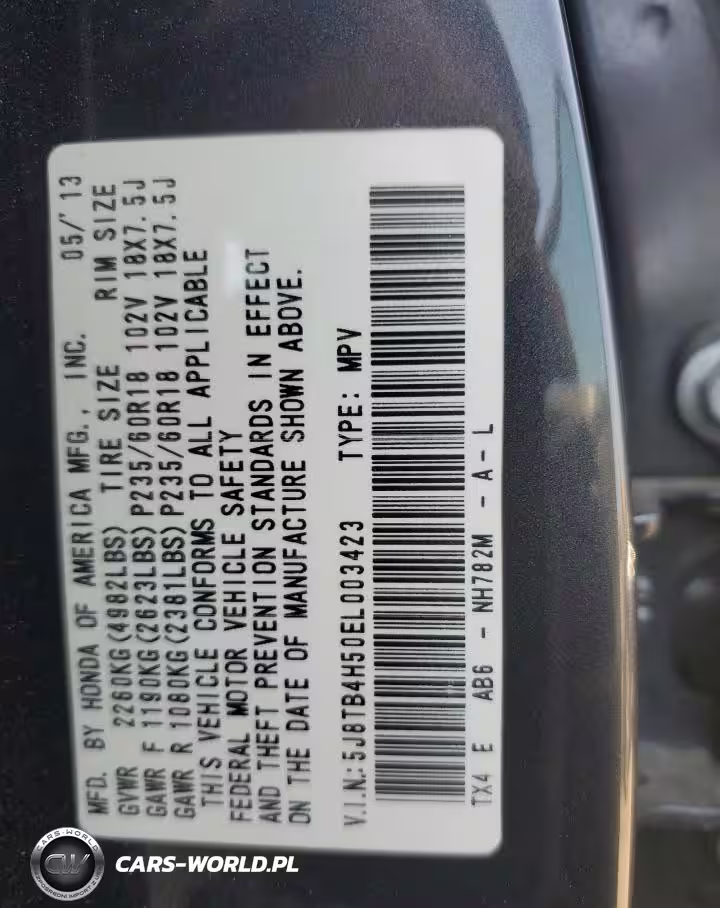 MFD. BY HONDA OF AMERICA MFG., INC. 05/'13
GVWR 2260KG(4982LBS) TIRE SIZE RIM SIZE
GAWR F 1190KG(2623LBS) P235/60R18 102V 18X7.5J
GAWR R 1080KG(2381LBS) P235/60R18 102V 18X7.5J
THIS VEHICLE CONFORMS TO ALL APPLICABLE
FEDERAL MOTOR VEHICLE SAFETY
AND THEFT PREVENTION STANDARDS IN EFFECT
ON THE DATE OF MANUFACTURE SHOWN ABOVE.
V.I.N.: 5J8TB4H50EL003423 TYPE: MPV
TX4 E AB6 - NH782M - A - L
CARS-WORLD
CW
CARS-WORLD.PL